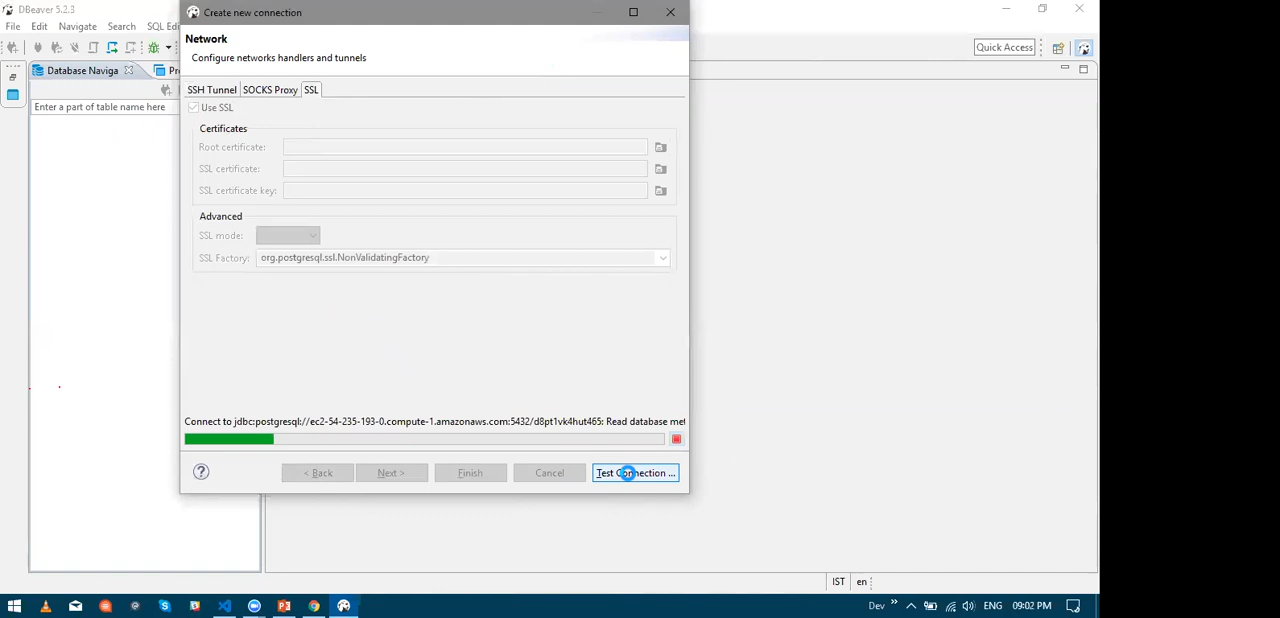 DBeaver 5.2.3
Create new connection
File Edit Navigate Search SQL Edi
Network
Configure networks handlers and tunnels
Quick Access
Database Naviga
Pr
SSH Tunnel SOCKS Proxy SSL
Enter a part of table name here
Use SSL
Certificates
Root certificate:
SSL certificate:
SSL certificate key:
Advanced
SSL mode:
SSL Factory: org.postgresql.ssl.NonValidatingFactory
Connect to jdbc:postgresql://ec2-54-235-193-0.compute-1.amazonaws.com:5432/d8pt1vk4hut465: Read database met
< Back Next > Finish Cancel Test Connection ...
IST en
Dev ENG 09:02 PM